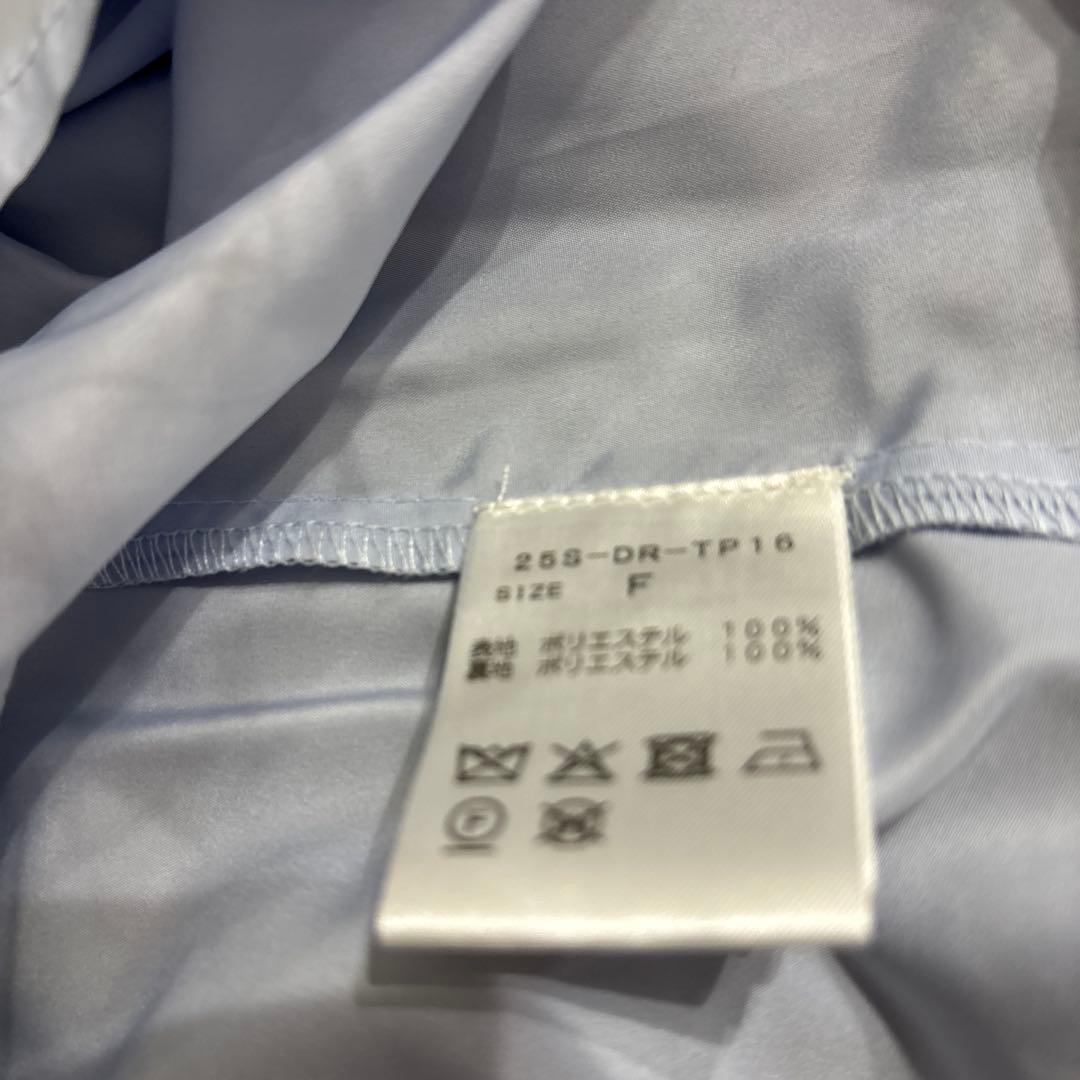 25S-DR-TP16
SIZE F
表地 ポリエステル 100%
裏地 ポリエステル 100%
F
W